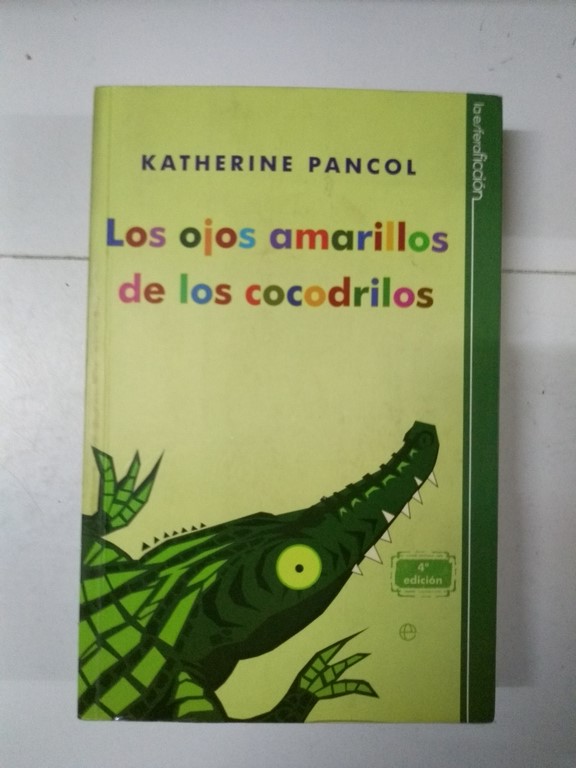 KATHERINE PANCOL
Los ojos amarillos
de los cocodrilos
la esfera ficción
4ª
edición